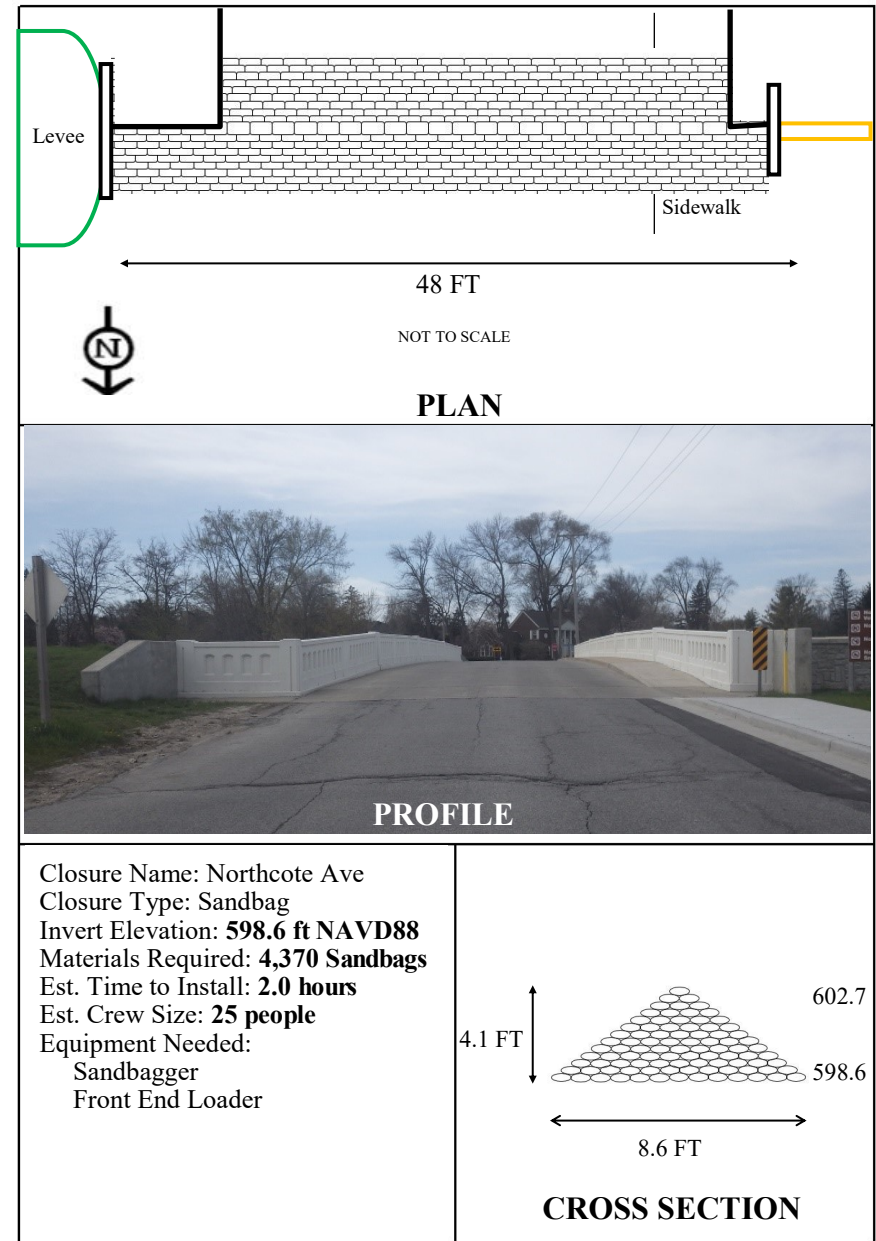 Levee
Sidewalk
48 FT
N
NOT TO SCALE
PLAN
PROFILE
Closure Name: Northcote Ave
Closure Type: Sandbag
Invert Elevation: 598.6 ft NAVD88
Materials Required: 4,370 Sandbags
Est. Time to Install: 2.0 hours
Est. Crew Size: 25 people
Equipment Needed:
Sandbagger
Front End Loader
602.7
4.1 FT
598.6
8.6 FT
CROSS SECTION